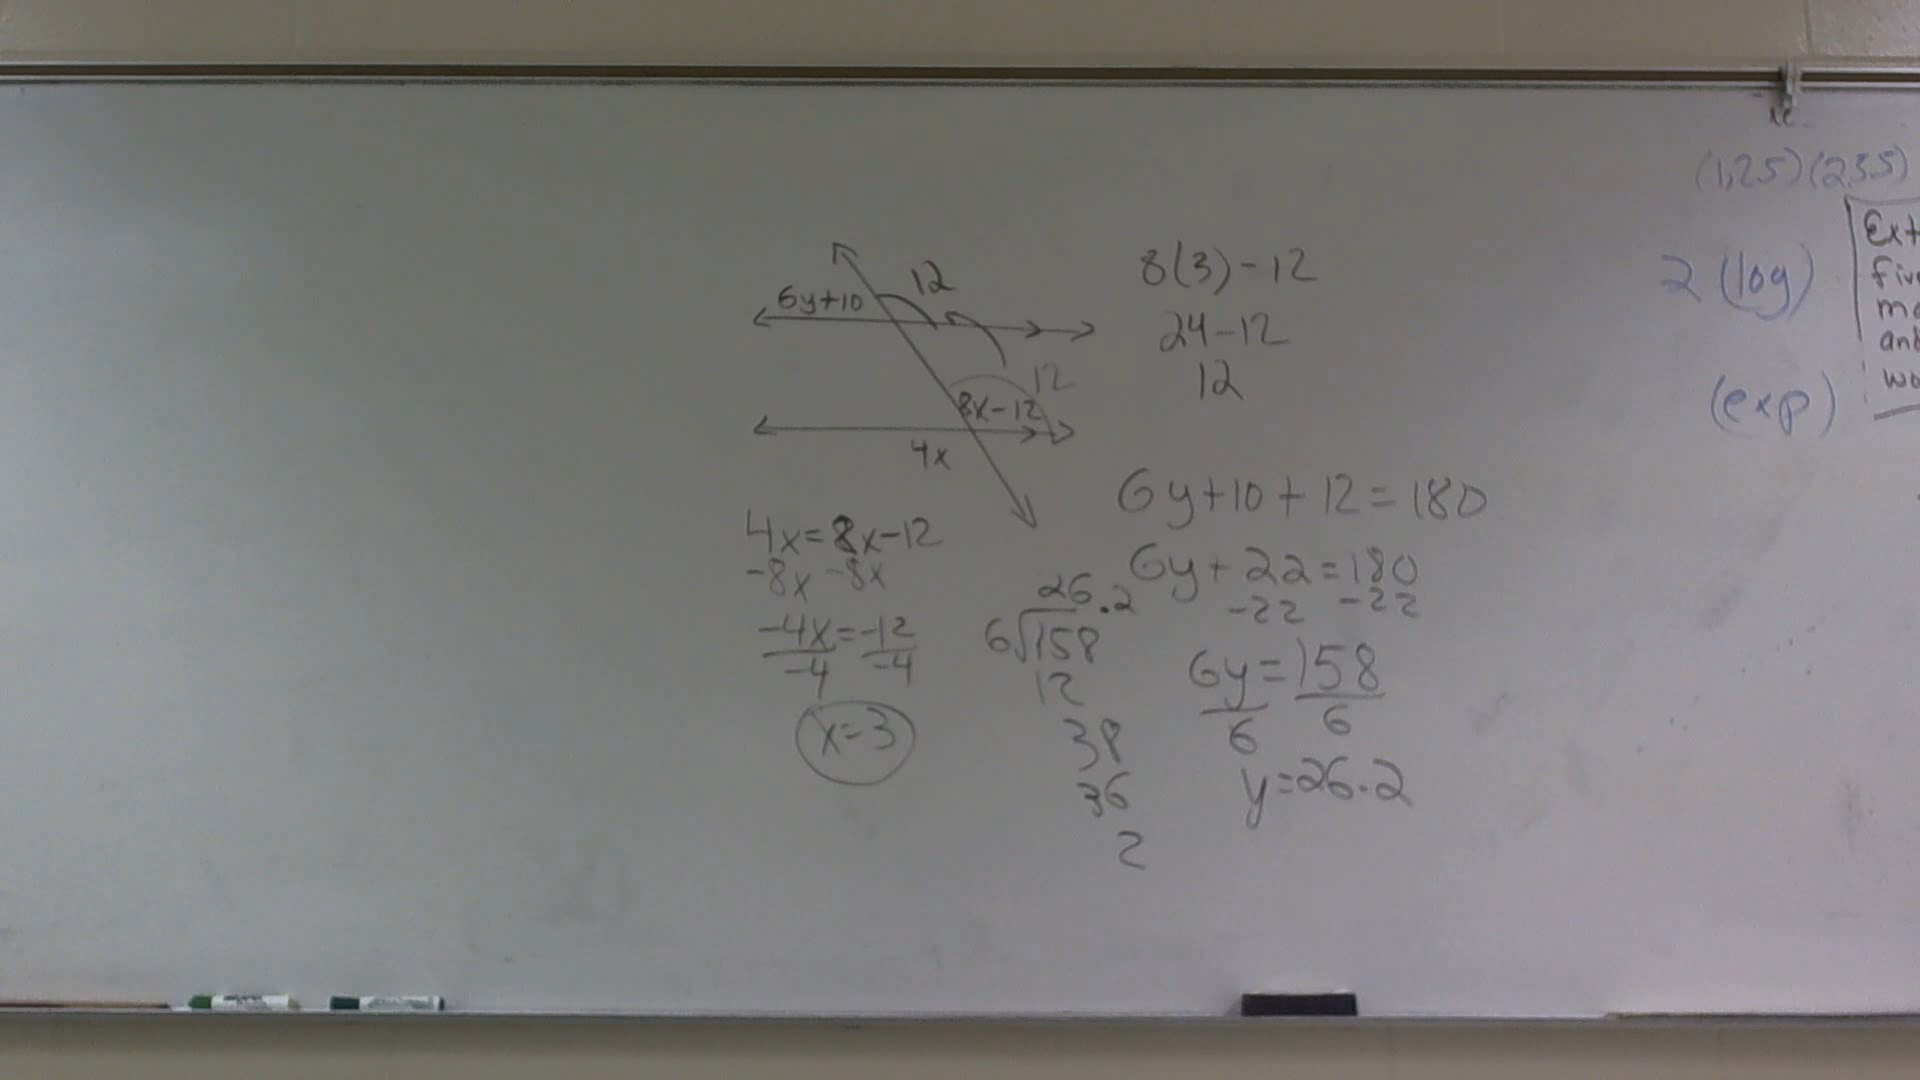 12
6y+10
12
8x-12
4x
8(3)-12
24-12
12
4x=8x-12
-8x -8x
-4x=-12
-4 -4
x=3
6y+10+12=180
6y+22=180
-22 -22
6y=158
6 6
y=26.2
26.2
6√158
12
38
36
2
(1,25)(2,35)
2 (log)
(exp)
Ext